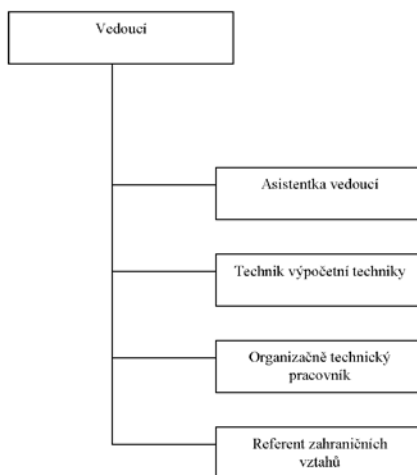 Vedoucí
Asistentka vedoucí
Technik výpočetní techniky
Organizačně technický
pracovník
Referent zahraničních
vztahů